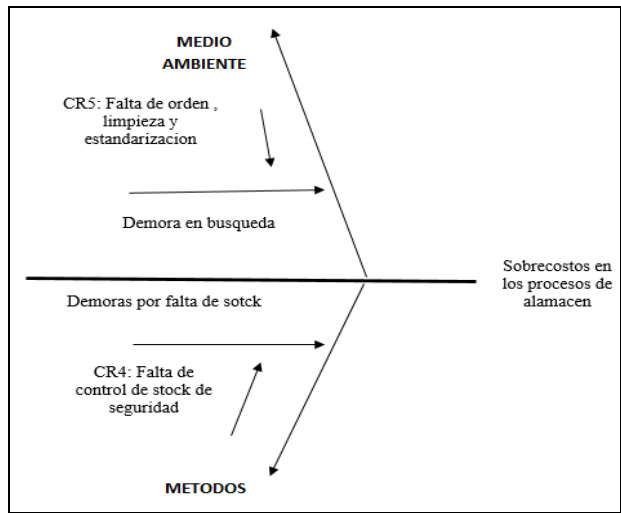 MEDIO
AMBIENTE
CR5: Falta de orden ,
limpieza y
estandarizacion
Demora en busqueda
Sobrecostos en
los procesos de
alamacen
Demoras por falta de sotck
CR4: Falta de
control de stock de
seguridad
METODOS